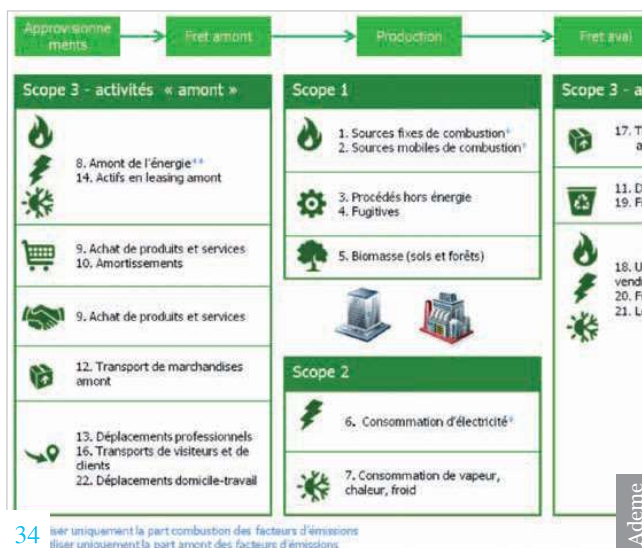 Approvisionne
ments
Fret amont
Production
Fret aval
Scope 3 - activités « amont »
8. Amont de l'énergie**
14. Actifs en leasing amont
9. Achat de produits et services
10. Amortissements
9. Achat de produits et services
12. Transport de marchandises
amont
13. Déplacements professionnels
16. Transports de visiteurs et de
clients
22. Déplacements domicile-travail
Scope 1
1. Sources fixes de combustion*
2. Sources mobiles de combustion*
3. Procédés hors énergie
4. Fugitives
5. Biomasse (sols et forêts)
Scope 2
6. Consommation d'électricité*
7. Consommation de vapeur,
chaleur, froid
Scope 3 - a
17. T
a
11. D
19. F
18. U
vend
20. F
21. L
34
iser uniquement la part combustion des facteurs d'émissions
iliser uniquement la part amont des facteurs d'émissions
Ademe